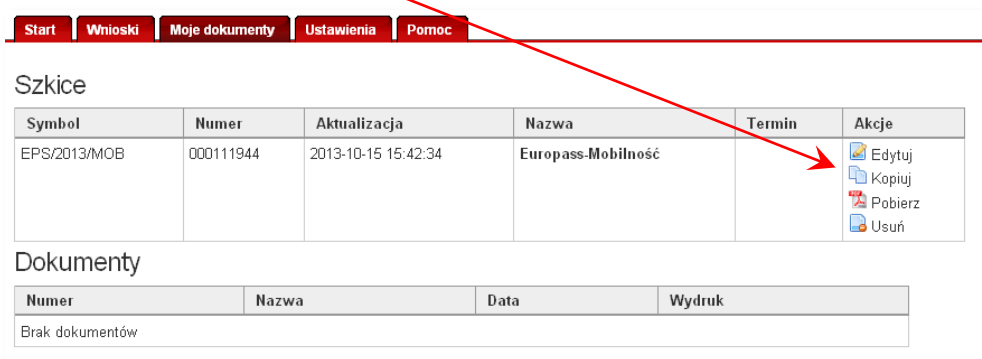 Start Wnioski Moje dokumenty Ustawienia Pomoc
Szkice
Symbol Numer Aktualizacja Nazwa Termin Akcje
EPS/2013/MOB 000111944 2013-10-15 15:42:34 Europass-Mobilność Edytuj
Kopiuj
Pobierz
Usuń
Dokumenty
Numer Nazwa Data Wydruk
Brak dokumentów